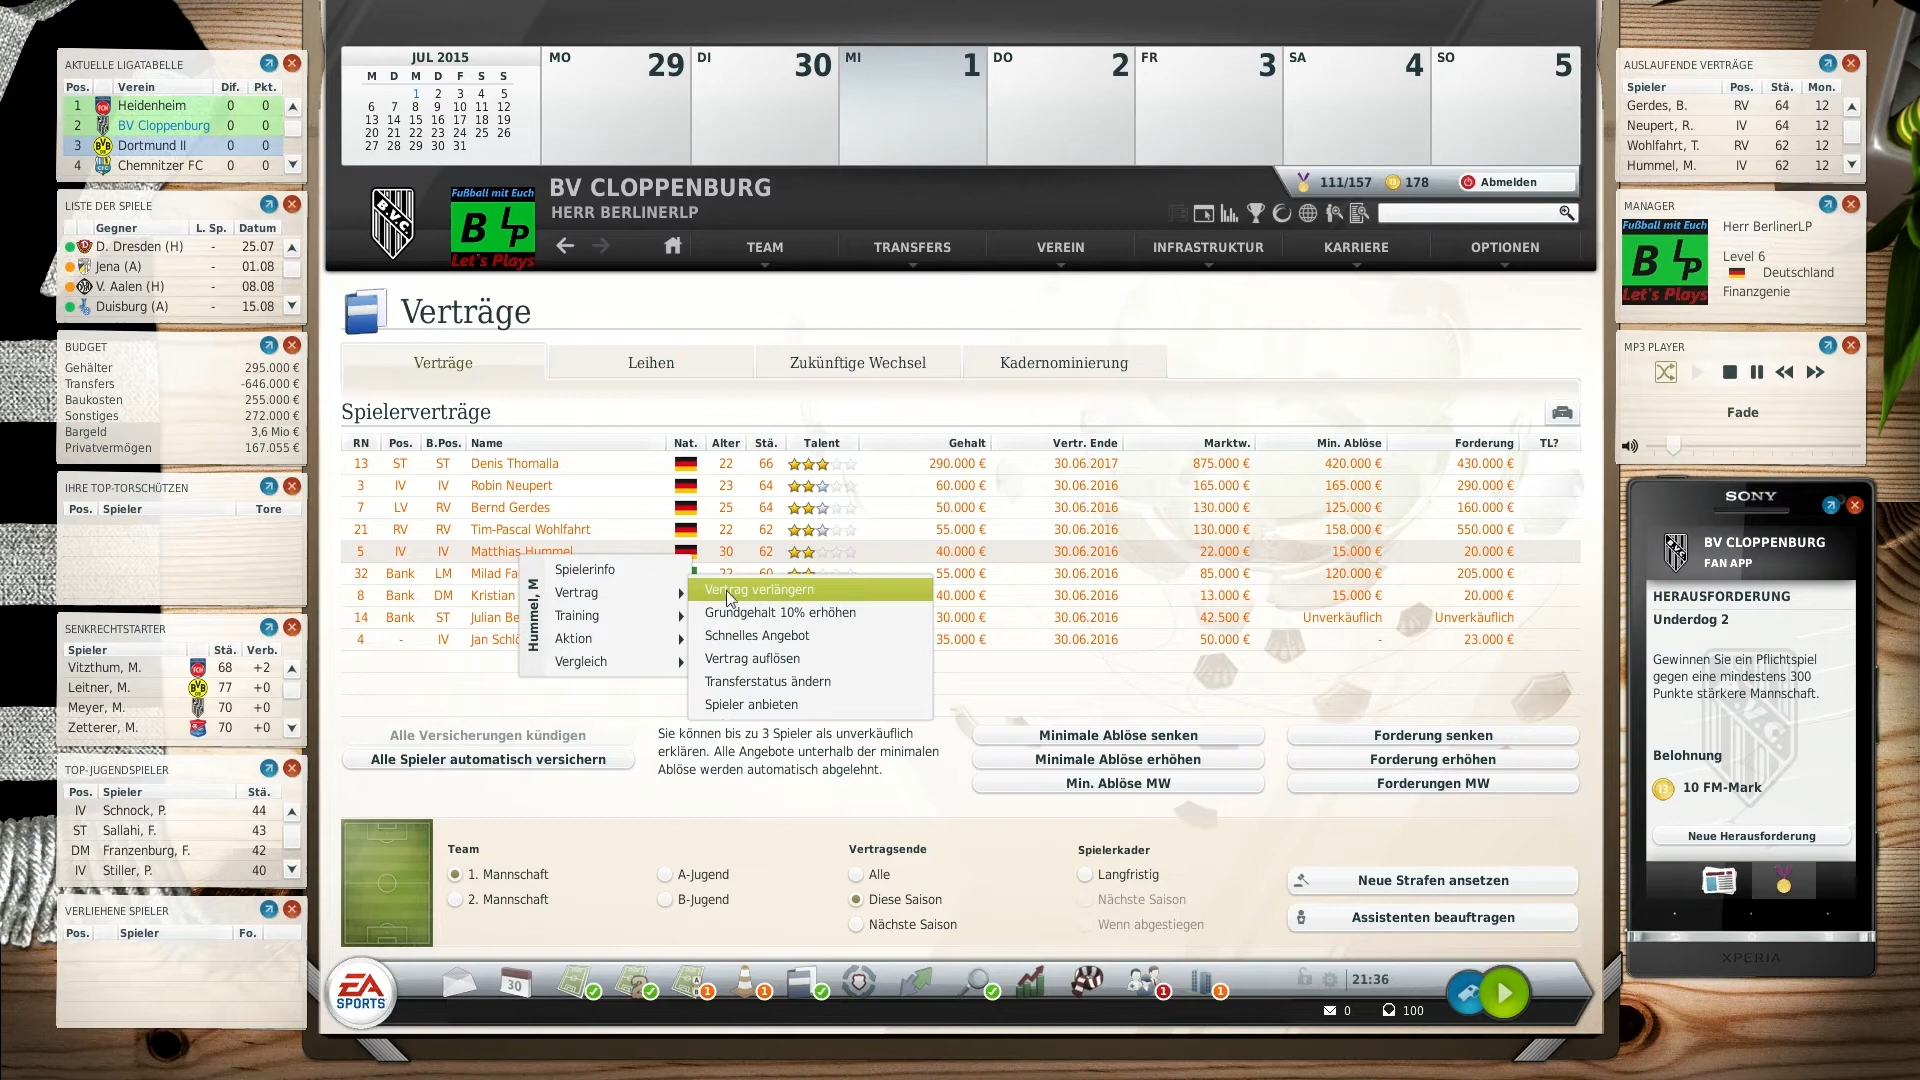 AKTUELLE LIGATABELLE
Pos. Verein Dif. Pkt.
1 Heidenheim 0 0
2 BV Cloppenburg 0 0
3 Dortmund II 0 0
4 Chemnitzer FC 0 0
LISTE DER SPIELE
Gegner L. Sp. Datum
D. Dresden (H) - 25.07
Jena (A) - 01.08
V. Aalen (H) - 08.08
Duisburg (A) - 15.08
BUDGET
Gehälter 295.000 €
Transfers -646.000 €
Baukosten 255.000 €
Sonstiges 272.000 €
Bargeld 3,6 Mio €
Privatvermögen 167.055 €
IHRE TOP-TORSCHÜTZEN
Pos. Spieler Tore
SENKRECHTSTARTER
Spieler Stä. Verb.
Vitzthum, M. 68 +2
Leitner, M. 77 +0
Meyer, M. 70 +0
Zetterer, M. 70 +0
TOP-JUGENDSPIELER
Pos. Spieler Stä.
IV Schnock, P. 44
ST Sallahi, F. 43
DM Franzenburg, F. 42
IV Stiller, P. 40
VERLIEHENE SPIELER
Pos. Spieler Fo.
JUL 2015
M D M D F S S
1 2 3 4 5
6 7 8 9 10 11 12
13 14 15 16 17 18 19
20 21 22 23 24 25 26
27 28 29 30 31
MO 29 DI 30 MI 1 DO 2 FR 3 SA 4 SO 5
B.V.C
Fußball mit Euch
B LP
Let's Plays
BV CLOPPENBURG
HERR BERLINERLP
111/157 178 Abmelden
TEAM TRANSFERS VEREIN INFRASTRUKTUR KARRIERE OPTIONEN
Verträge
Verträge Leihen Zukünftige Wechsel Kadernominierung
Spielerverträge
RN Pos. B.Pos. Name Nat. Alter Stä. Talent Gehalt Vertr. Ende Marktw. Min. Ablöse Forderung TL?
13 ST ST Denis Thomalla 22 66 290.000 € 30.06.2017 875.000 € 420.000 € 430.000 €
3 IV IV Robin Neupert 23 64 60.000 € 30.06.2016 165.000 € 165.000 € 290.000 €
7 LV RV Bernd Gerdes 25 64 50.000 € 30.06.2016 130.000 € 125.000 € 160.000 €
21 RV RV Tim-Pascal Wohlfahrt 22 62 55.000 € 30.06.2016 130.000 € 158.000 € 550.000 €
5 IV IV Matthias Hummel 30 62 40.000 € 30.06.2016 22.000 € 15.000 € 20.000 €
32 Bank LM Milad Fa 22 60 55.000 € 30.06.2016 85.000 € 120.000 € 205.000 €
8 Bank DM Kristian 40.000 € 30.06.2016 13.000 € 15.000 € 20.000 €
14 Bank ST Julian Be 30.000 € 30.06.2016 42.500 € Unverkäuflich Unverkäuflich
4 - IV Jan Schlö 35.000 € 30.06.2016 50.000 € - 23.000 €
Hummel, M
Spielerinfo
Vertrag
Training
Aktion
Vergleich
Vertrag verlängern
Grundgehalt 10% erhöhen
Schnelles Angebot
Vertrag auflösen
Transferstatus ändern
Spieler anbieten
Alle Versicherungen kündigen
Alle Spieler automatisch versichern
Sie können bis zu 3 Spieler als unverkäuflich
erklären. Alle Angebote unterhalb der minimalen
Ablöse werden automatisch abgelehnt.
Minimale Ablöse senken
Minimale Ablöse erhöhen
Min. Ablöse MW
Forderung senken
Forderung erhöhen
Forderungen MW
Team
1. Mannschaft
2. Mannschaft
A-Jugend
B-Jugend
Vertragsende
Alle
Diese Saison
Nächste Saison
Spielerkader
Langfristig
Nächste Saison
Wenn abgestiegen
Neue Strafen ansetzen
Assistenten beauftragen
EA
SPORTS
30
2
1
1
1
1
21:36
0 100
AUSLAUFENDE VERTRÄGE
Spieler Pos. Stä. Mon.
Gerdes, B. RV 64 12
Neupert, R. IV 64 12
Wohlfahrt, T. RV 62 12
Hummel, M. IV 62 12
MANAGER
Fußball mit Euch
B LP
Let's Plays
Herr BerlinerLP
Level 6
Deutschland
Finanzgenie
MP3 PLAYER
Fade
SONY
BV CLOPPENBURG
FAN APP
HERAUSFORDERUNG
Underdog 2
Gewinnen Sie ein Pflichtspiel
gegen eine mindestens 300
Punkte stärkere Mannschaft.
Belohnung
13 10 FM-Mark
Neue Herausforderung
XPERIA